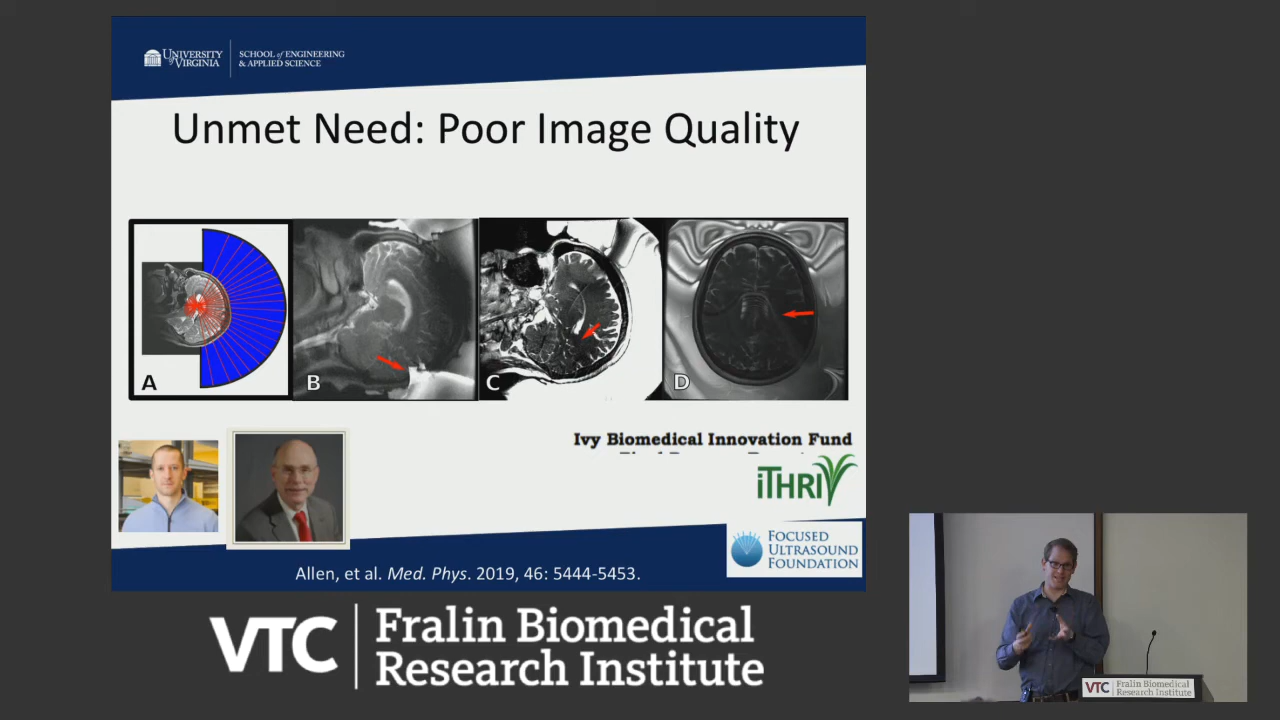 UNIVERSITY
of VIRGINIA
SCHOOL of ENGINEERING
& APPLIED SCIENCE
Unmet Need: Poor Image Quality
A
B
C
D
Ivy Biomedical Innovation Fund
iTHRIV
FOCUSED
ULTRASOUND
FOUNDATION
Allen, et al. Med. Phys. 2019, 46: 5444-5453.
VTC
Fralin Biomedical
Research Institute
VTC
Fralin Biomedical
Research Institute